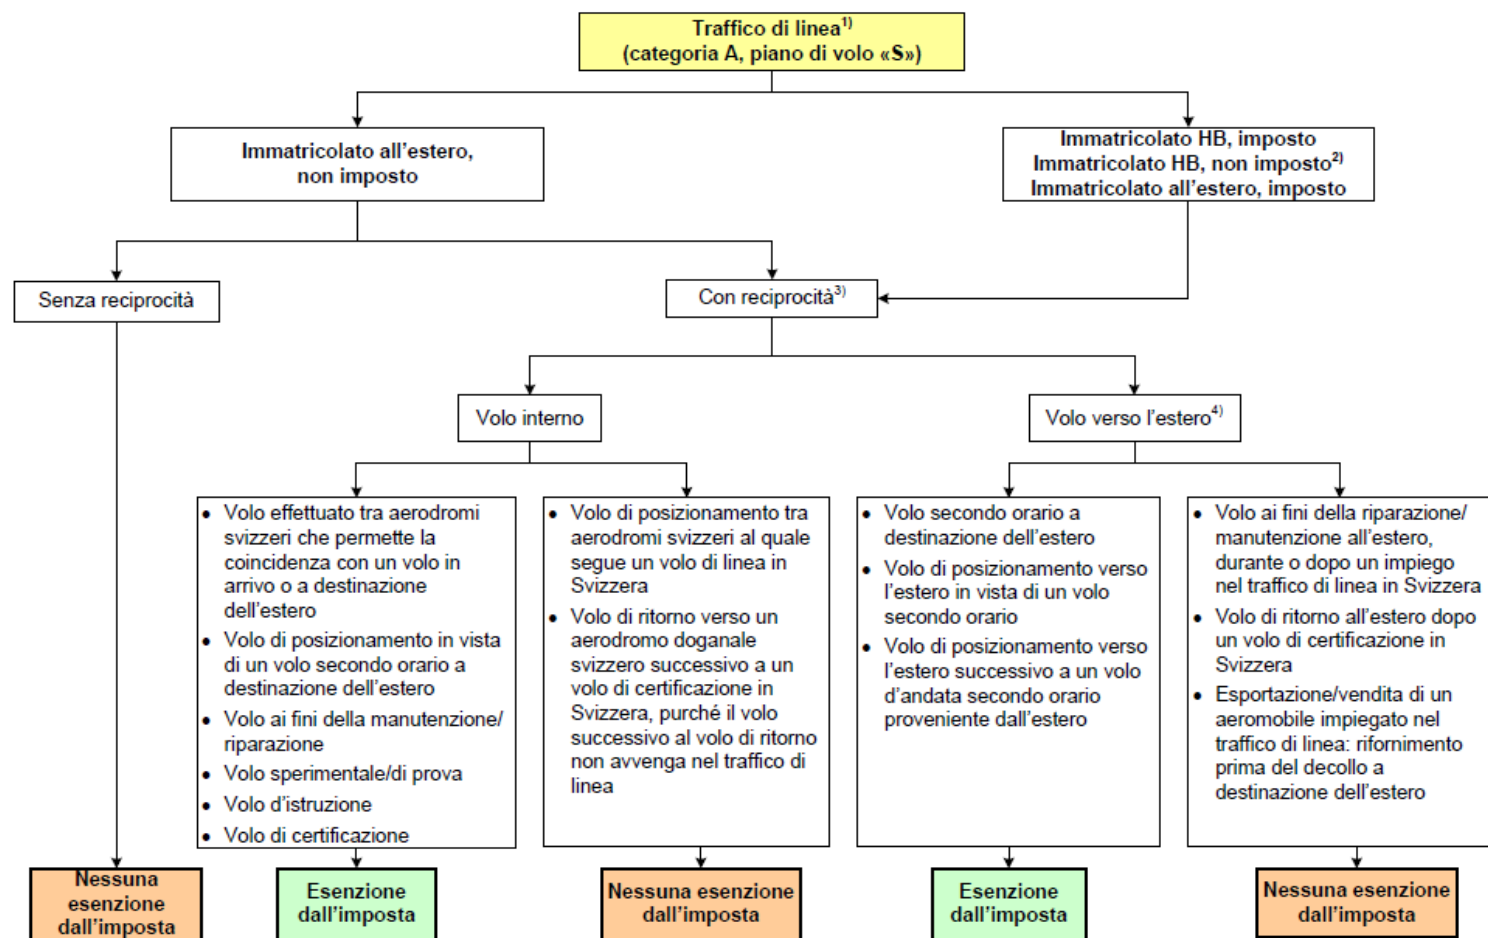 Traffico di linea1)
(categoria A, piano di volo «S»)
Immatricolato all'estero,
non imposto
Immatricolato HB, imposto
Immatricolato HB, non imposto2)
Immatricolato all'estero, imposto
Senza reciprocità
Con reciprocità3)
Volo interno
Volo verso l'estero4)
• Volo effettuato tra aerodromi
svizzeri che permette la
coincidenza con un volo in
arrivo o a destinazione
dell'estero
• Volo di posizionamento in vista
di un volo secondo orario a
destinazione dell'estero
• Volo ai fini della manutenzione/
riparazione
• Volo sperimentale/di prova
• Volo d'istruzione
• Volo di certificazione
• Volo di posizionamento tra
aerodromi svizzeri al quale
segue un volo di linea in
Svizzera
• Volo di ritorno verso un
aerodromo doganale
svizzero successivo a un
volo di certificazione in
Svizzera, purché il volo
successivo al volo di ritorno
non avvenga nel traffico di
linea
• Volo secondo orario a
destinazione dell'estero
• Volo di posizionamento verso
l'estero in vista di un volo
secondo orario
• Volo di posizionamento verso
l'estero successivo a un volo
d'andata secondo orario
proveniente dall'estero
• Volo ai fini della riparazione/
manutenzione all'estero,
durante o dopo un impiego
nel traffico di linea in Svizzera
• Volo di ritorno all'estero dopo
un volo di certificazione in
Svizzera
• Esportazione/vendita di un
aeromobile impiegato nel
traffico di linea: rifornimento
prima del decollo a
destinazione dell'estero
Nessuna
esenzione
dall'imposta
Esenzione
dall'imposta
Nessuna esenzione
dall'imposta
Esenzione
dall'imposta
Nessuna esenzione
dall'imposta